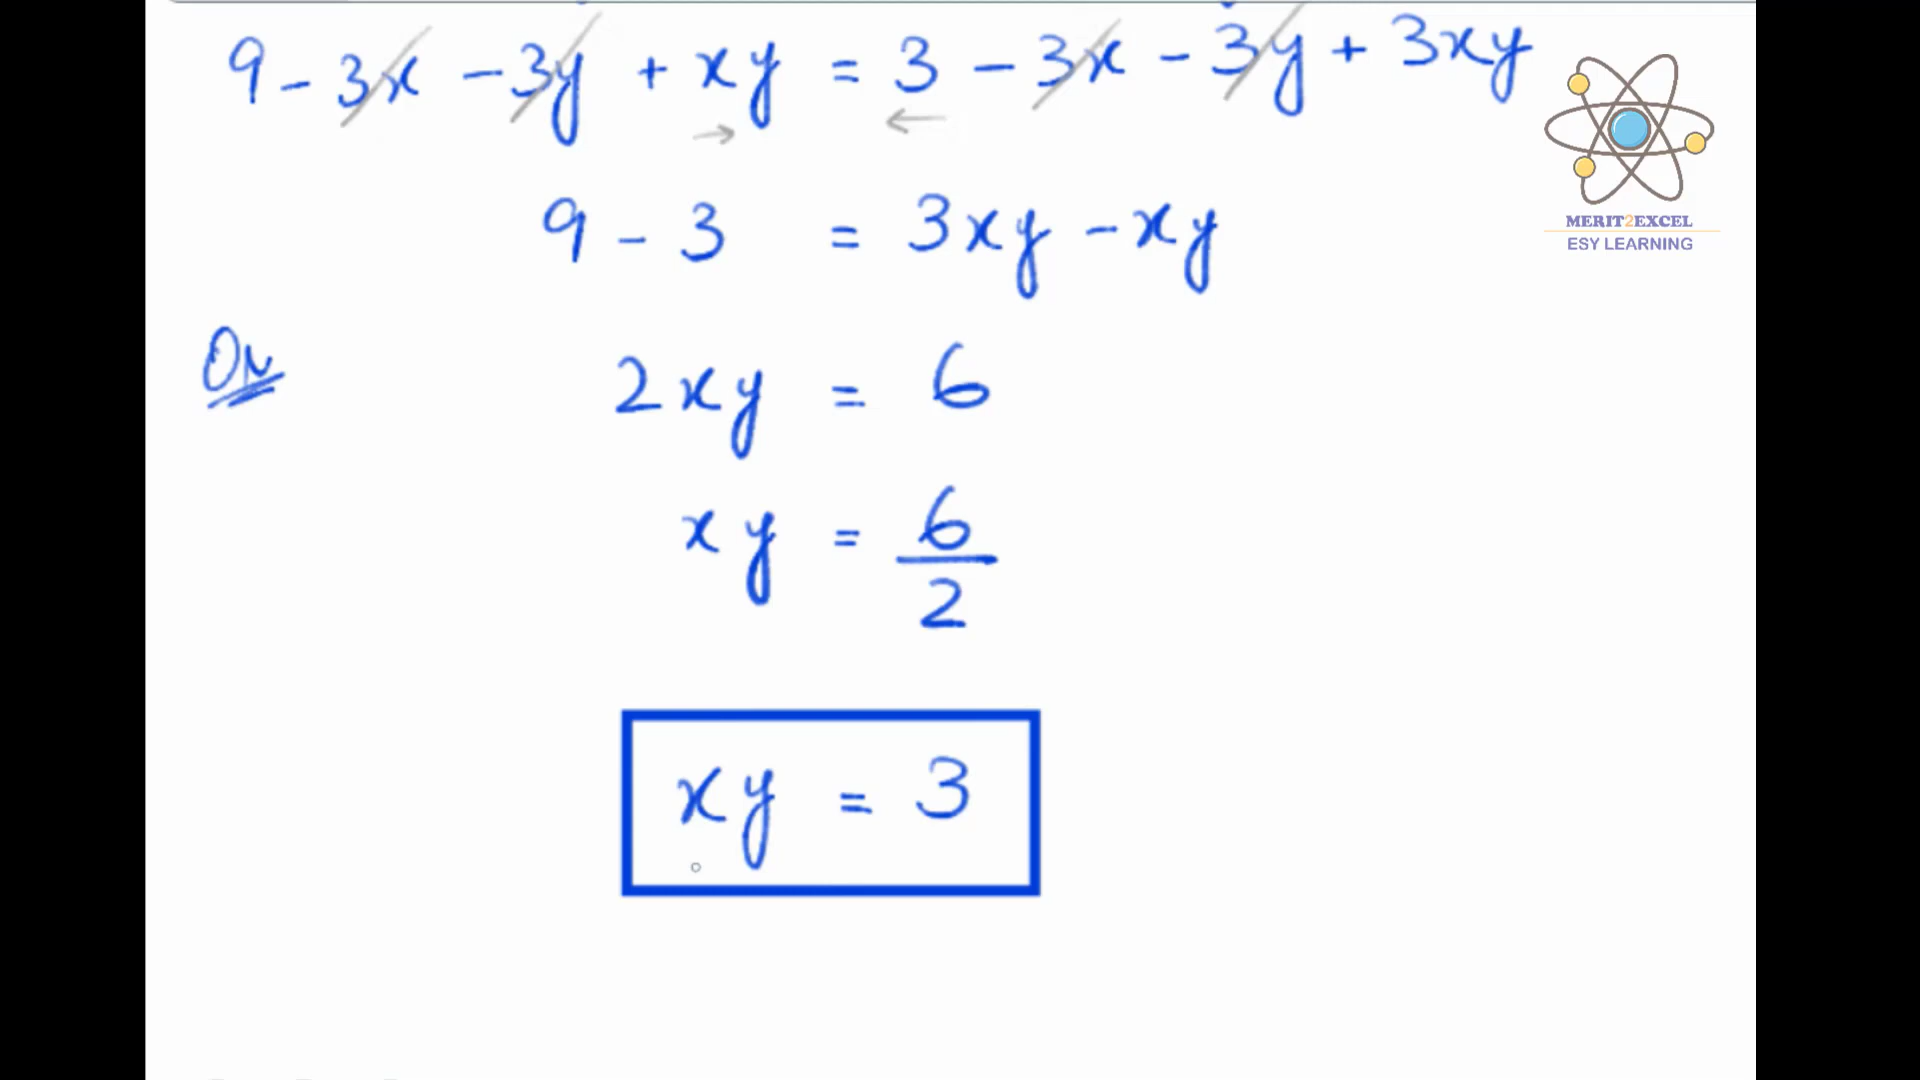 9 - 3x - 3y + xy = 3 - 3x - 3y + 3xy
→ ←
9 - 3 = 3xy - xy
Or 2xy = 6
xy = 6/2
xy = 3
MERIT2EXCEL
ESY LEARNING